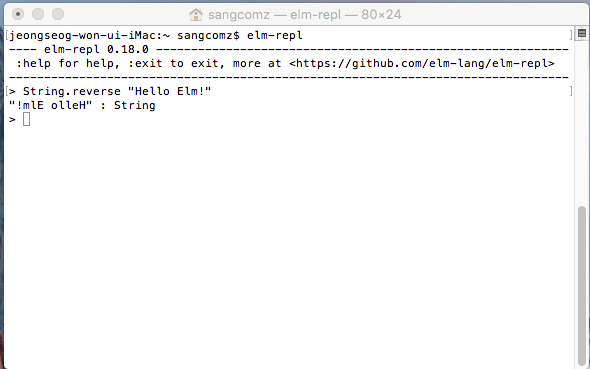 sangcomz — elm-repl — 80×24
[jeongseog-won-ui-iMac:~ sangcomz$ elm-repl ]
---- elm-repl 0.18.0 -----------------------------------------------------------
 :help for help, :exit to exit, more at <https://github.com/elm-lang/elm-repl>
--------------------------------------------------------------------------------
[> String.reverse "Hello Elm!" ]
"!mlE olleH" : String
>